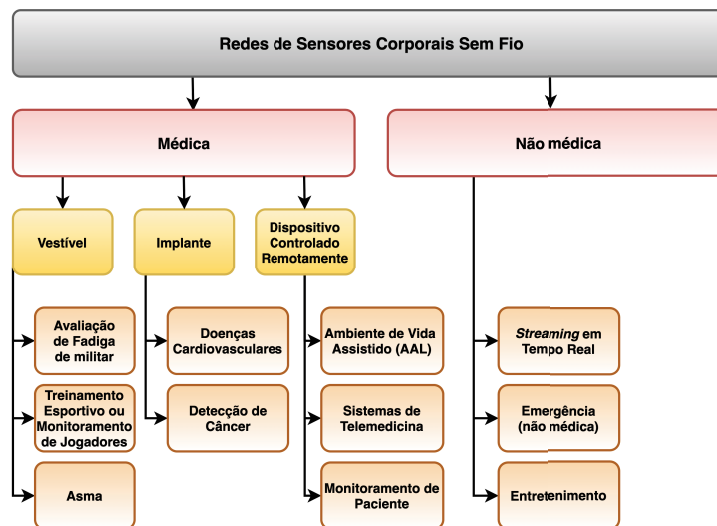 Redes de Sensores Corporais Sem Fio
Médica
Não médica
Vestível
Implante
Dispositivo
Controlado
Remotamente
Avaliação
de Fadiga
de militar
Doenças
Cardiovasculares
Ambiente de Vida
Assistido (AAL)
Streaming em
Tempo Real
Treinamento
Esportivo ou
Monitoramento
de Jogadores
Detecção de
Câncer
Sistemas de
Telemedicina
Emergência
(não médica)
Asma
Monitoramento de
Paciente
Entretenimento